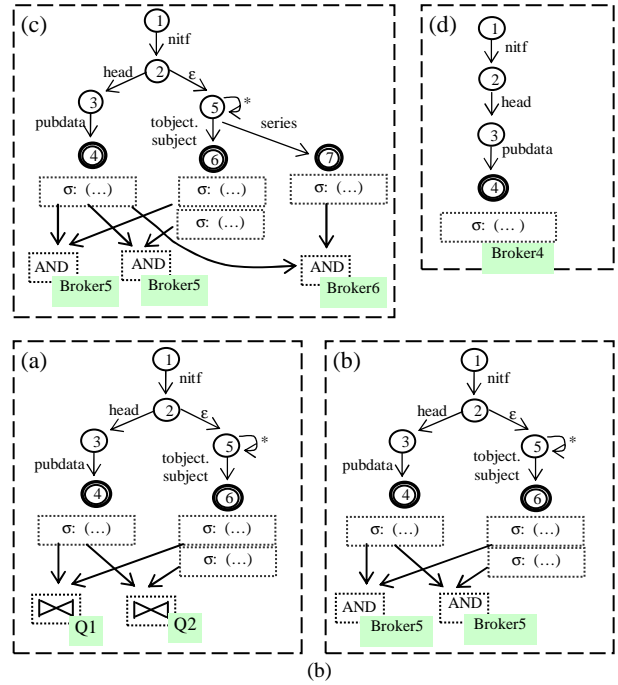 (c)
1
nitf
2
head
ε
3
5
*
pubdata
tobject.
subject
series
4
6
7
σ: (...)
σ: (...)
σ: (...)
σ: (...)
AND
AND
AND
Broker5
Broker5
Broker6
(d)
1
nitf
2
head
3
pubdata
4
σ: (... )
Broker4
(a)
1
nitf
2
head
ε
3
5
*
pubdata
tobject.
subject
4
6
σ: (...)
σ: (...)
σ: (...)
Q1
Q2
(b)
1
nitf
2
head
ε
3
5
*
pubdata
tobject.
subject
4
6
σ: (...)
σ: (...)
σ: (...)
AND
AND
Broker5
Broker5
(b)